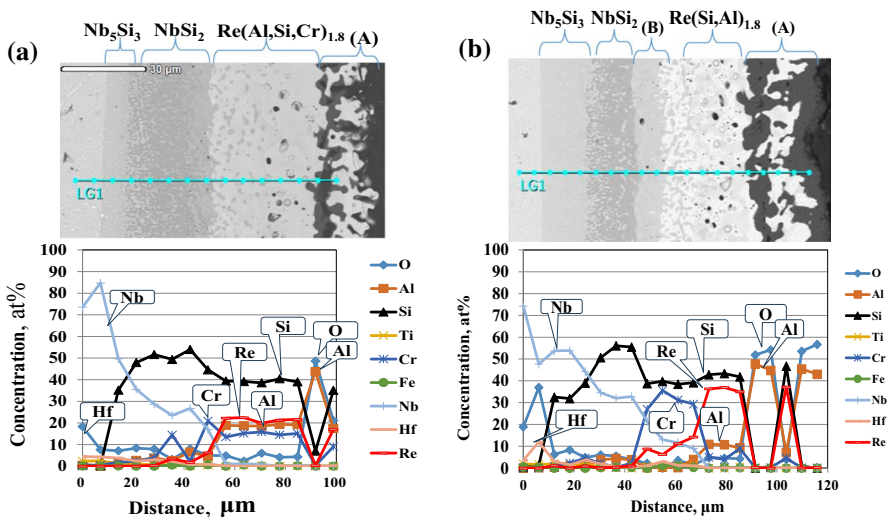 (a)
Nb5Si3 NbSi2 Re(Al,Si,Cr)1.8 (A)
30 μm
LG1
Concentration, at%
100
90
80
70
60
50
40
30
20
10
0
Nb
Hf
Cr
Re
Al
Si
O
Al
0 20 40 60 80 100
Distance, μm
O
Al
Si
Ti
Cr
Fe
Nb
Hf
Re
(b)
Nb5Si3 NbSi2 (B) Re(Si,Al)1.8 (A)
LG1
Concentration, at%
100
90
80
70
60
50
40
30
20
10
0
Nb
Hf
Re
Cr
Si
Al
O
Al
0 20 40 60 80 100 120
Distance, μm
O
Al
Si
Ti
Cr
Fe
Nb
Hf
Re